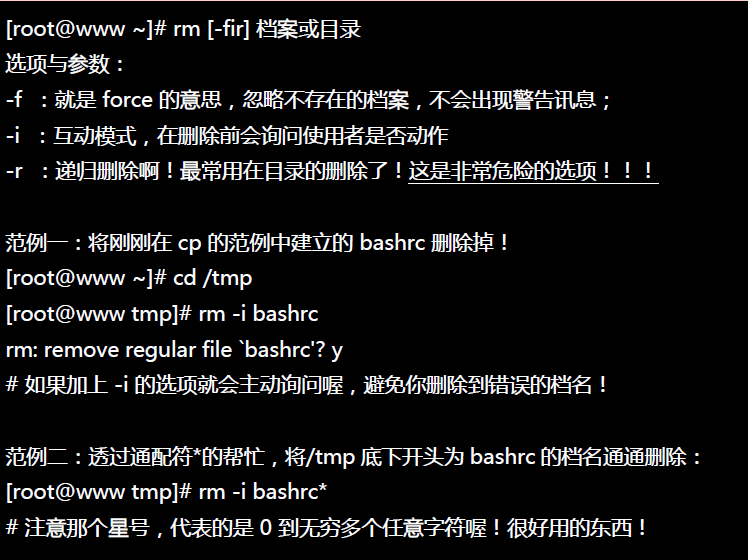 [root@www ~]# rm [-fir] 档案或目录
选项与参数：
-f ：就是 force 的意思，忽略不存在的档案，不会出现警告讯息；
-i ：互动模式，在删除前会询问使用者是否动作
-r ：递归删除啊！最常用在目录的删除了！这是非常危险的选项！！！
范例一：将刚刚在 cp 的范例中建立的 bashrc 删除掉！
[root@www ~]# cd /tmp
[root@www tmp]# rm -i bashrc
rm: remove regular file `bashrc'? y
# 如果加上 -i 的选项就会主动询问喔，避免你删除到错误的档名！
范例二：透过通配符*的帮忙，将/tmp 底下开头为 bashrc 的档名通通删除：
[root@www tmp]# rm -i bashrc*
# 注意那个星号，代表的是 0 到无穷多个任意字符喔！很好用的东西！